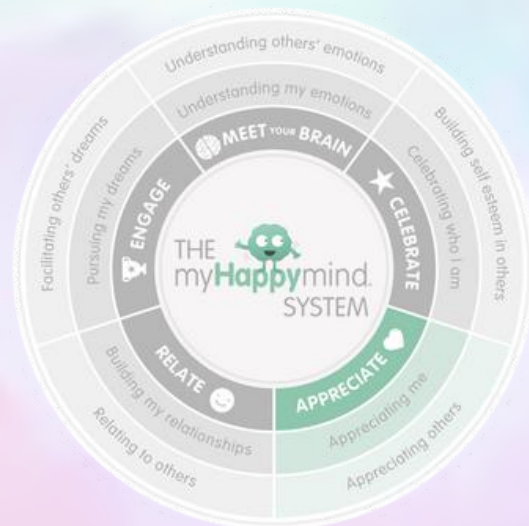 Understanding others' emotions
Understanding my emotions
MEET YOUR BRAIN
Building self esteem in others
Celebrating who i am
CELEBRATE
Facilitating others' dreams
Pursuing my dreams
ENGAGE
THE
myHappymind.
SYSTEM
RELATE
Building my relationships
Relating to others
APPRECIATE
Appreciating me
Appreciating others